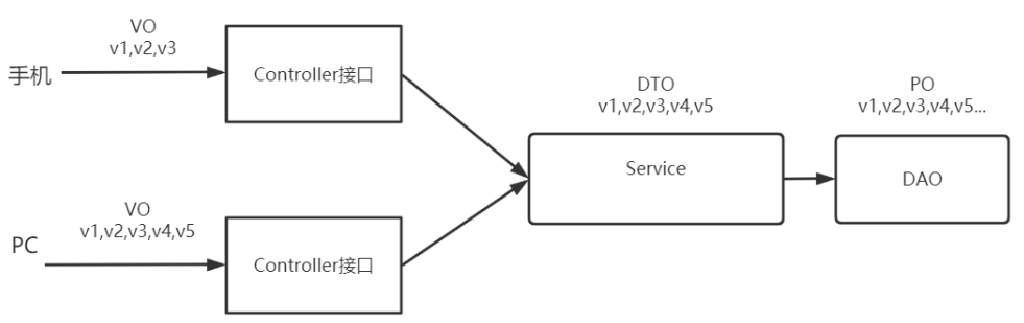 VO
v1,v2,v3
手机
Controller接口
DTO
v1,v2,v3,v4,v5
Service
PO
v1,v2,v3,v4,v5...
DAO
VO
v1,v2,v3,v4,v5
PC
Controller接口